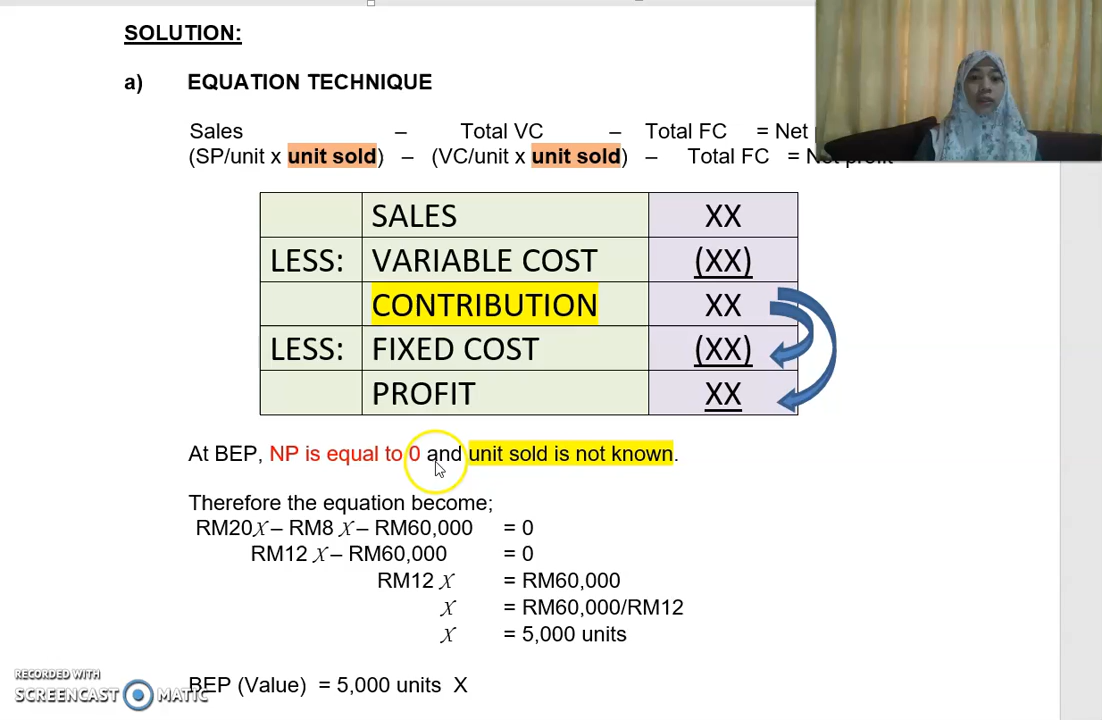 SOLUTION:
a) EQUATION TECHNIQUE
Sales – Total VC – Total FC = Net
(SP/unit x unit sold) – (VC/unit x unit sold) – Total FC = Net profit
SALES XX
LESS: VARIABLE COST (XX)
CONTRIBUTION XX
LESS: FIXED COST (XX)
PROFIT XX
At BEP, NP is equal to 0 and unit sold is not known.
Therefore the equation become;
RM20X – RM8 X – RM60,000 = 0
RM12 X – RM60,000 = 0
RM12 X = RM60,000
X = RM60,000/RM12
X = 5,000 units
BEP (Value) = 5,000 units X
RECORDED WITH
SCREENCAST MATIC